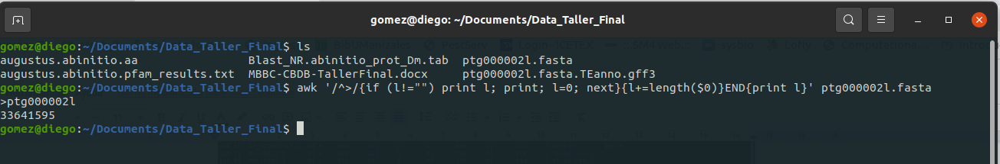 gomez@diego: ~/Documents/Data_Taller_Final
gomez@diego:~/Documents/Data_Taller_Final$ ls
augustus.abinitio.aa Blast_NR.abinitio_prot_Dm.tab ptg000002l.fasta
augustus.abinitio.pfam_results.txt MBBC-CBDB-TallerFinal.docx ptg000002l.fasta.TEanno.gff3
gomez@diego:~/Documents/Data_Taller_Final$ awk '/^>/{if (l!="") print l; print; l=0; next}{l+=length($0)}END{print l}' ptg000002l.fasta
>ptg000002l
33641595
gomez@diego:~/Documents/Data_Taller_Final$